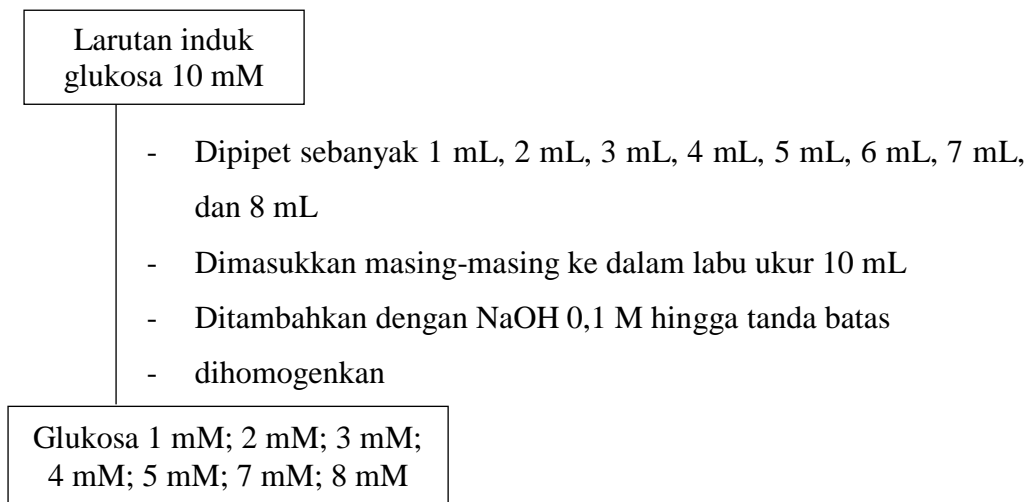 Larutan induk
glukosa 10 mM
- Dipipet sebanyak 1 mL, 2 mL, 3 mL, 4 mL, 5 mL, 6 mL, 7 mL,
dan 8 mL
- Dimasukkan masing-masing ke dalam labu ukur 10 mL
- Ditambahkan dengan NaOH 0,1 M hingga tanda batas
- dihomogenkan
Glukosa 1 mM; 2 mM; 3 mM;
4 mM; 5 mM; 7 mM; 8 mM